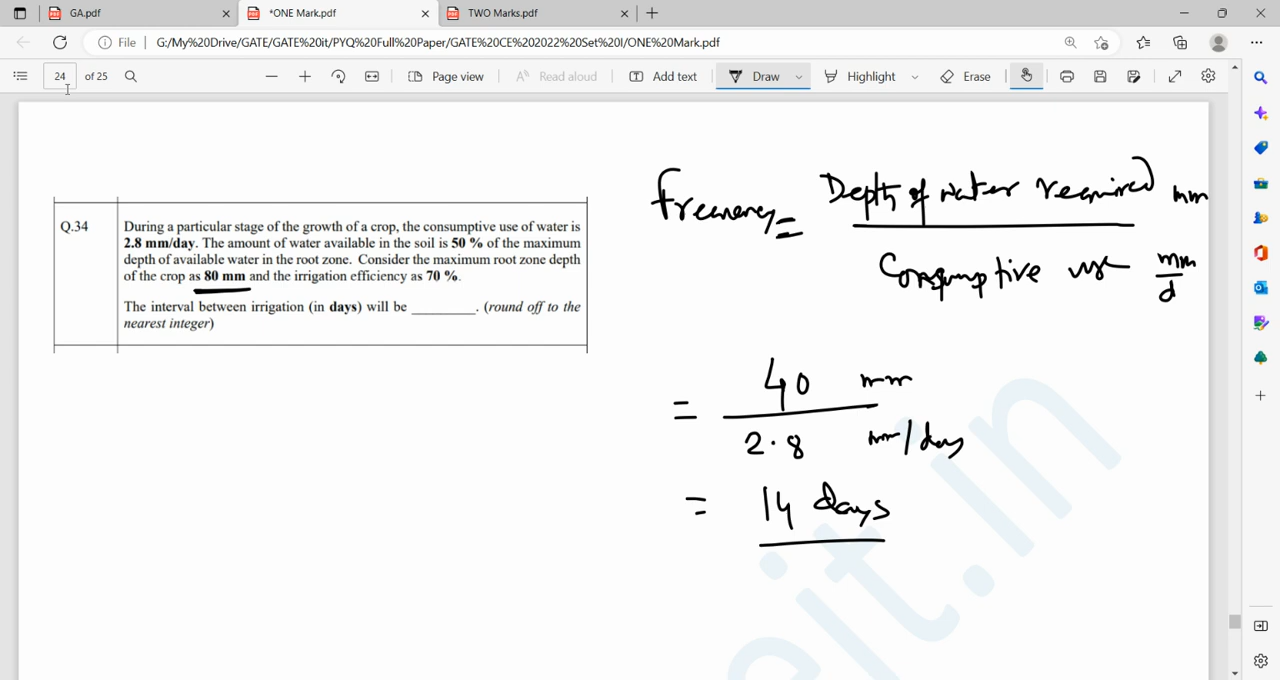 GA.pdf
*ONE Mark.pdf
TWO Marks.pdf
File
G:/My%20Drive/GATE/GATE%20it/PYQ%20Full%20Paper/GATE%20CE%202022%20Set%20I/ONE%20Mark.pdf
24 of 25
Page view
Read aloud
Add text
Draw
Highlight
Erase
Q.34
During a particular stage of the growth of a crop, the consumptive use of water is
2.8 mm/day. The amount of water available in the soil is 50 % of the maximum
depth of available water in the root zone. Consider the maximum root zone depth
of the crop as 80 mm and the irrigation efficiency as 70 %.
The interval between irrigation (in days) will be ________. (round off to the
nearest integer)
Frequency = Depth of water required mm
Consumptive use mm/d
= 40 mm
2.8 mm/day
= 14 days
eit.in